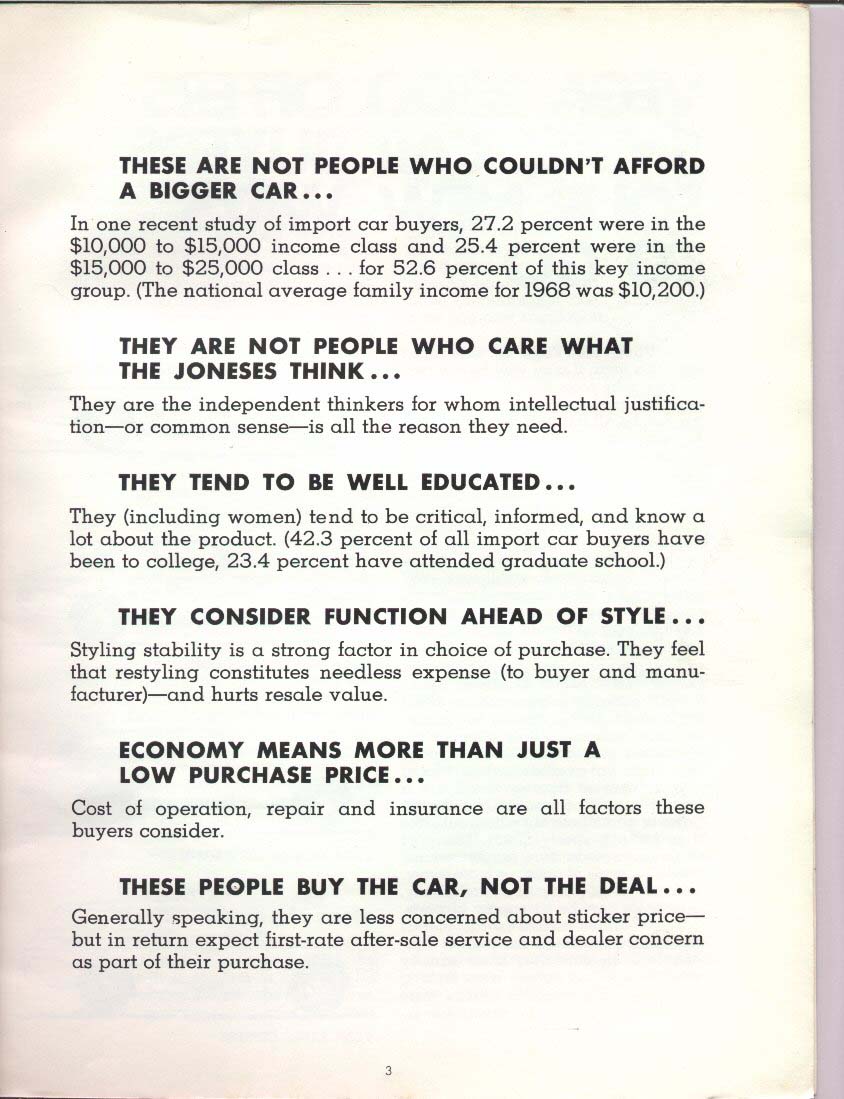 THESE ARE NOT PEOPLE WHO COULDN'T AFFORD
A BIGGER CAR...
In one recent study of import car buyers, 27.2 percent were in the
$10,000 to $15,000 income class and 25.4 percent were in the
$15,000 to $25,000 class . . . for 52.6 percent of this key income
group. (The national average family income for 1968 was $10,200.)
THEY ARE NOT PEOPLE WHO CARE WHAT
THE JONESES THINK...
They are the independent thinkers for whom intellectual justifica-
tion—or common sense—is all the reason they need.
THEY TEND TO BE WELL EDUCATED...
They (including women) tend to be critical, informed, and know a
lot about the product. (42.3 percent of all import car buyers have
been to college, 23.4 percent have attended graduate school.)
THEY CONSIDER FUNCTION AHEAD OF STYLE...
Styling stability is a strong factor in choice of purchase. They feel
that restyling constitutes needless expense (to buyer and manu-
facturer)—and hurts resale value.
ECONOMY MEANS MORE THAN JUST A
LOW PURCHASE PRICE...
Cost of operation, repair and insurance are all factors these
buyers consider.
THESE PEOPLE BUY THE CAR, NOT THE DEAL...
Generally speaking, they are less concerned about sticker price—
but in return expect first-rate after-sale service and dealer concern
as part of their purchase.
3